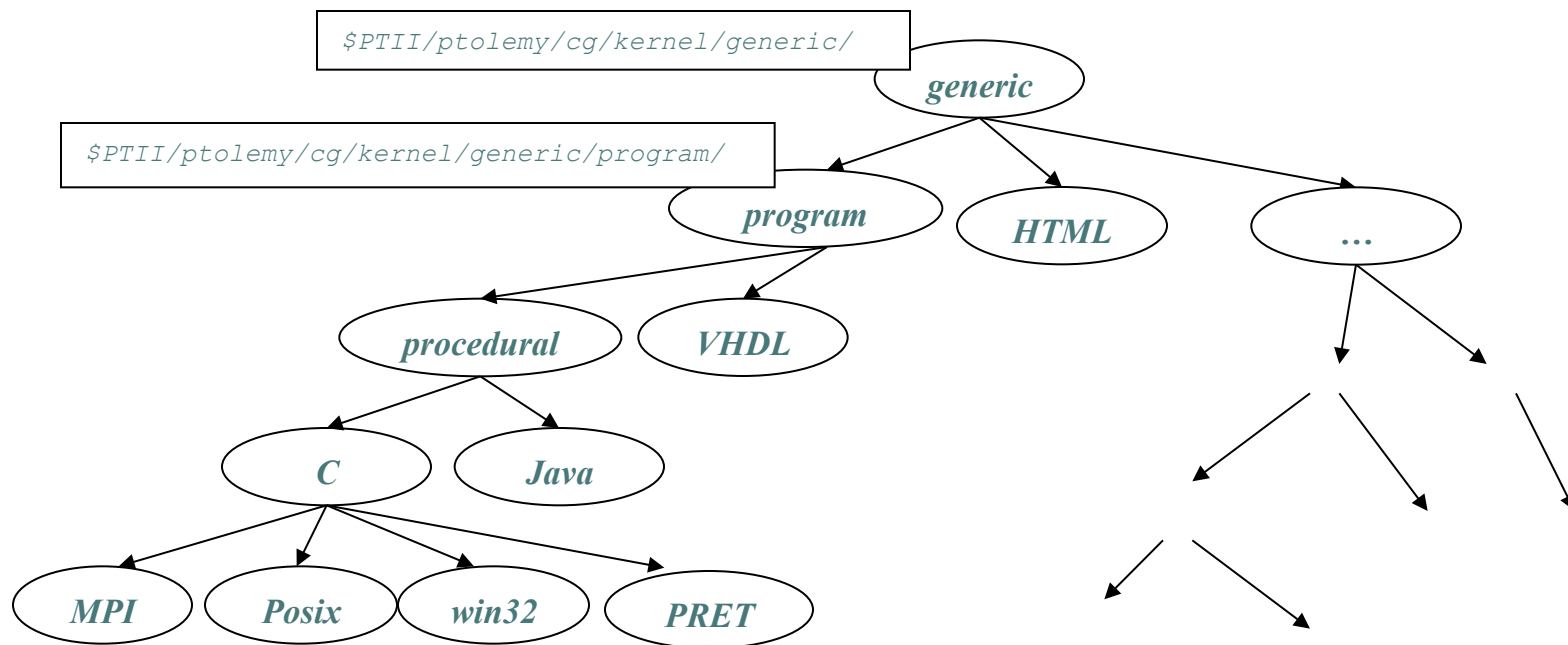 $PTII/ptolemy/cg/kernel/generic/
generic
$PTII/ptolemy/cg/kernel/generic/program/
program
HTML
...
procedural
VHDL
C
Java
MPI
Posix
win32
PRET